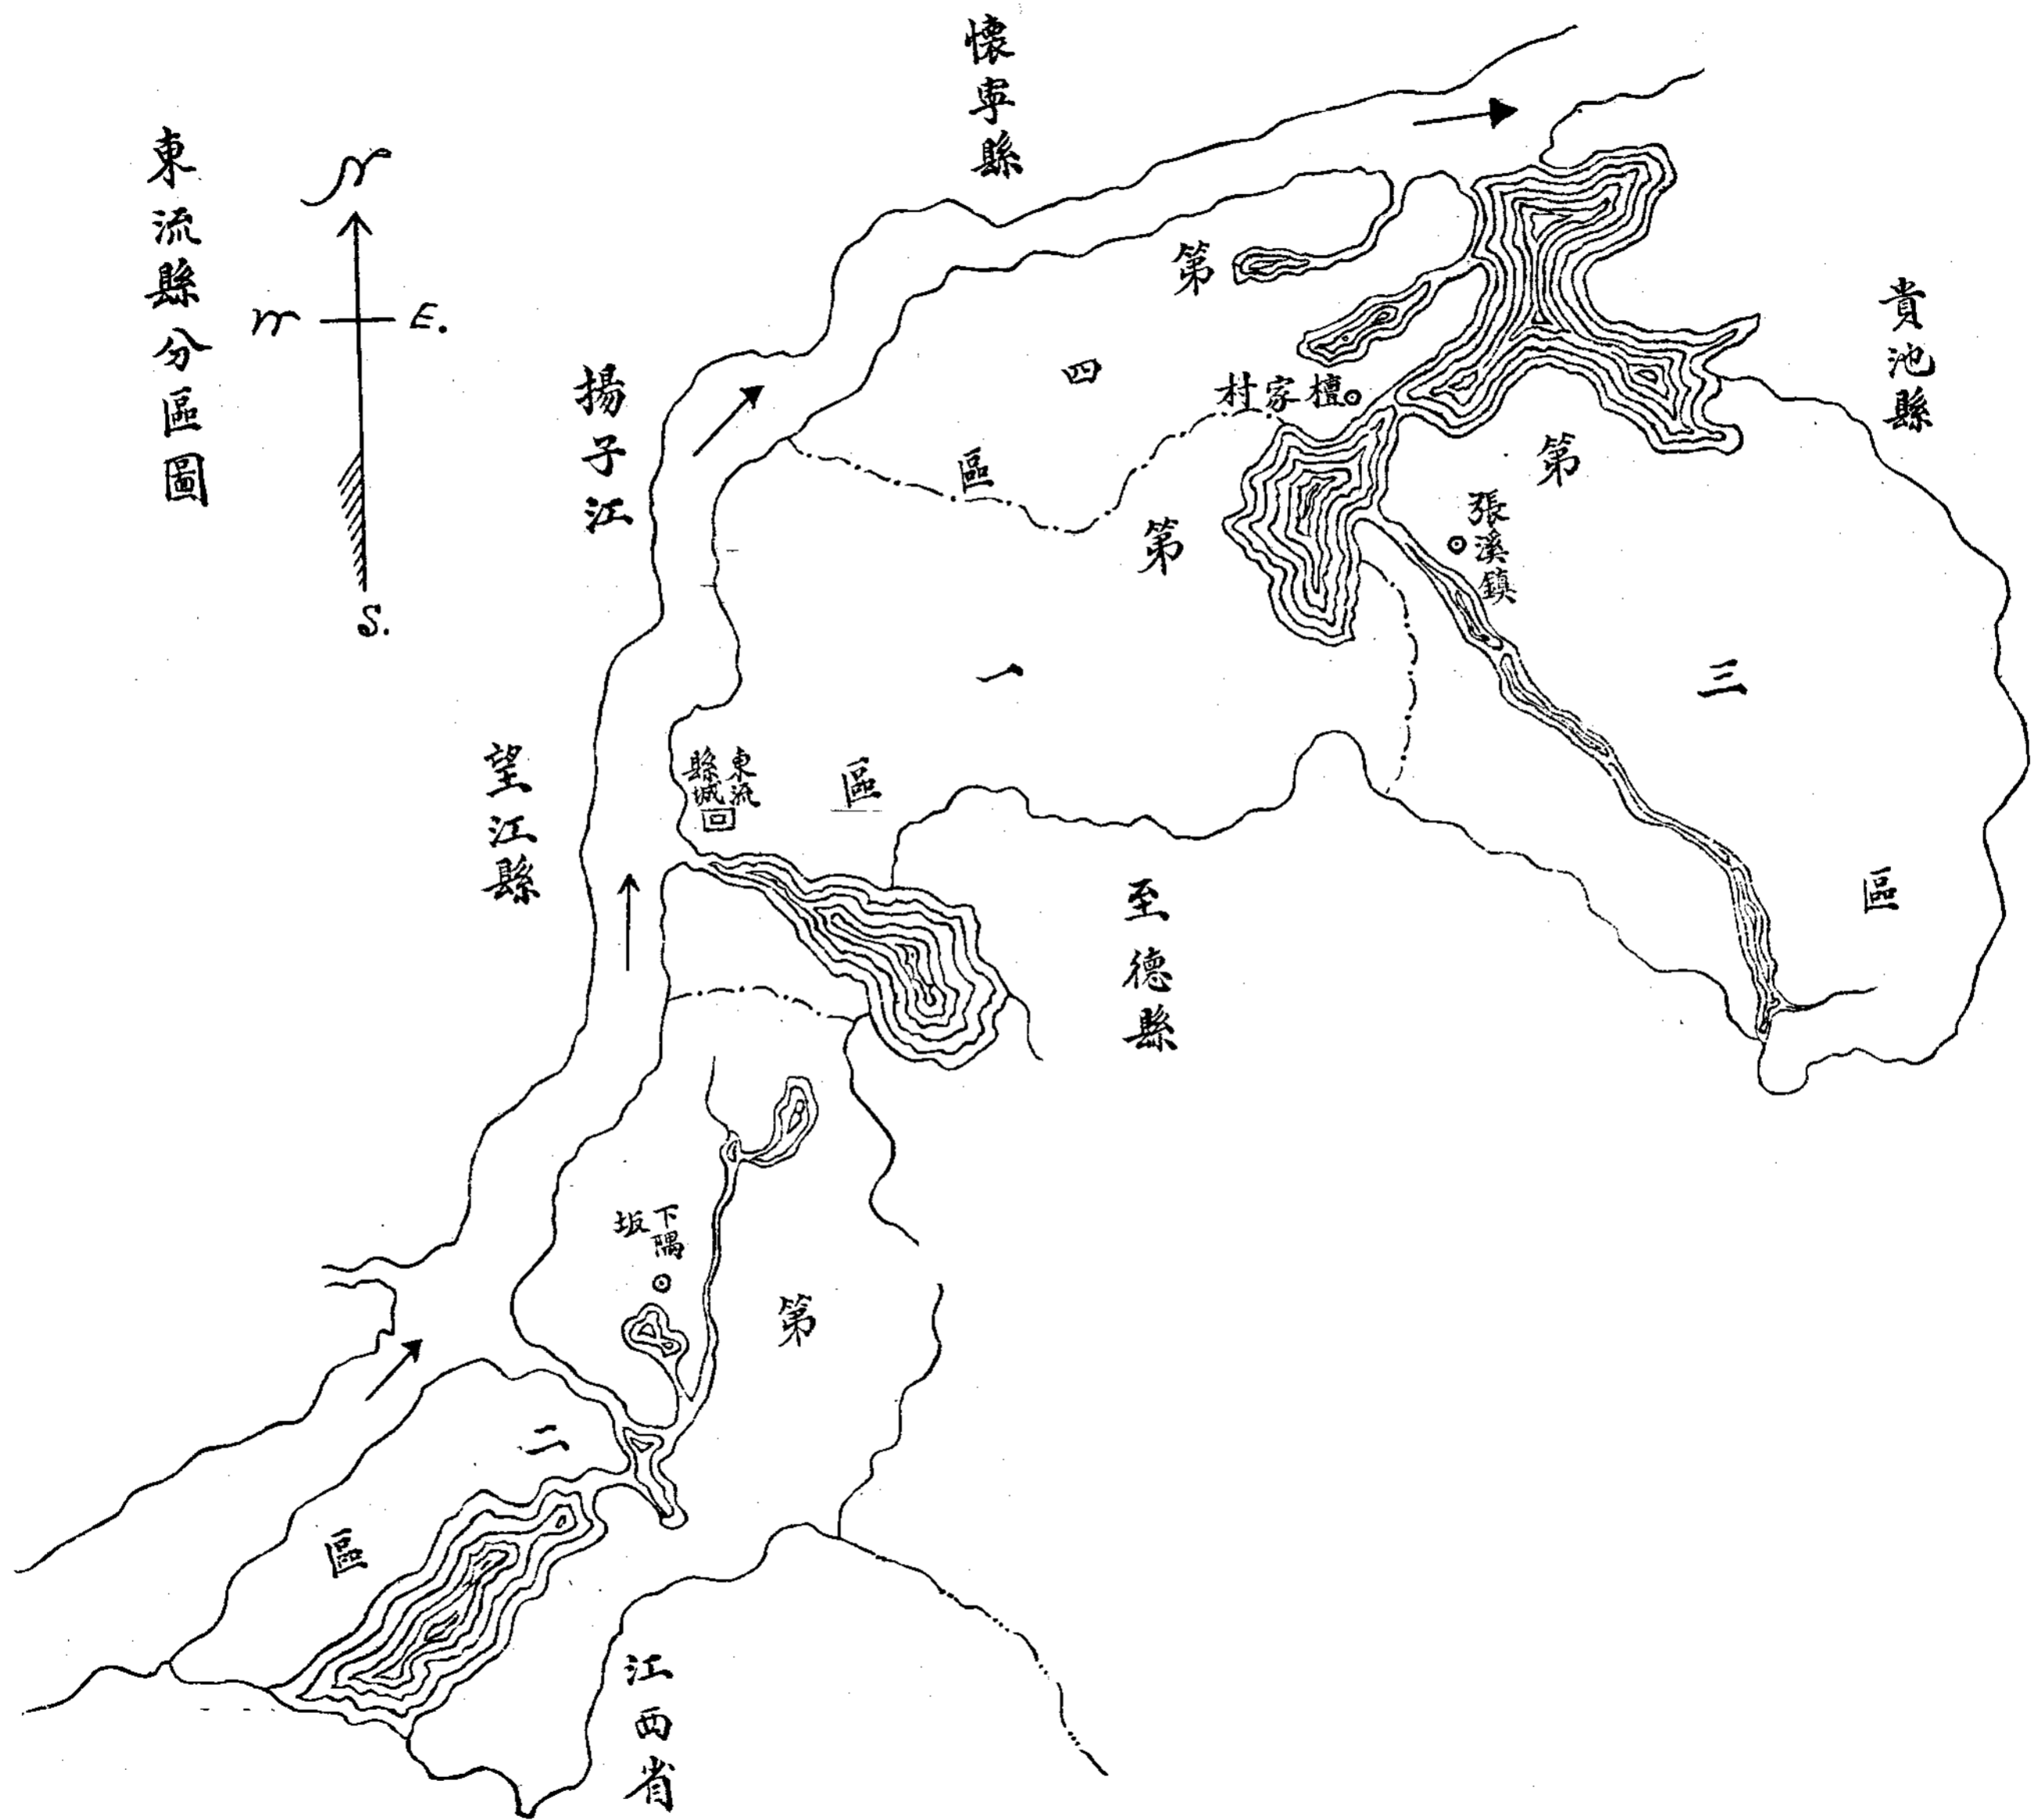 東流縣分區圖
N
W
E.
S.
懷寧縣
貴池縣
揚子江
望江縣
至德縣
江西省
第四區
第一區
第三區
第二區
村家檀
張溪鎮
東流
縣城
下隅
坂